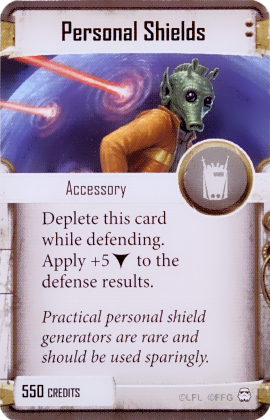 Personal Shields
Accessory
Deplete this card
while defending.
Apply +5 to the
defense results.
Practical personal shield
generators are rare and
should be used sparingly.
550 CREDITS
©LFL ©FFG